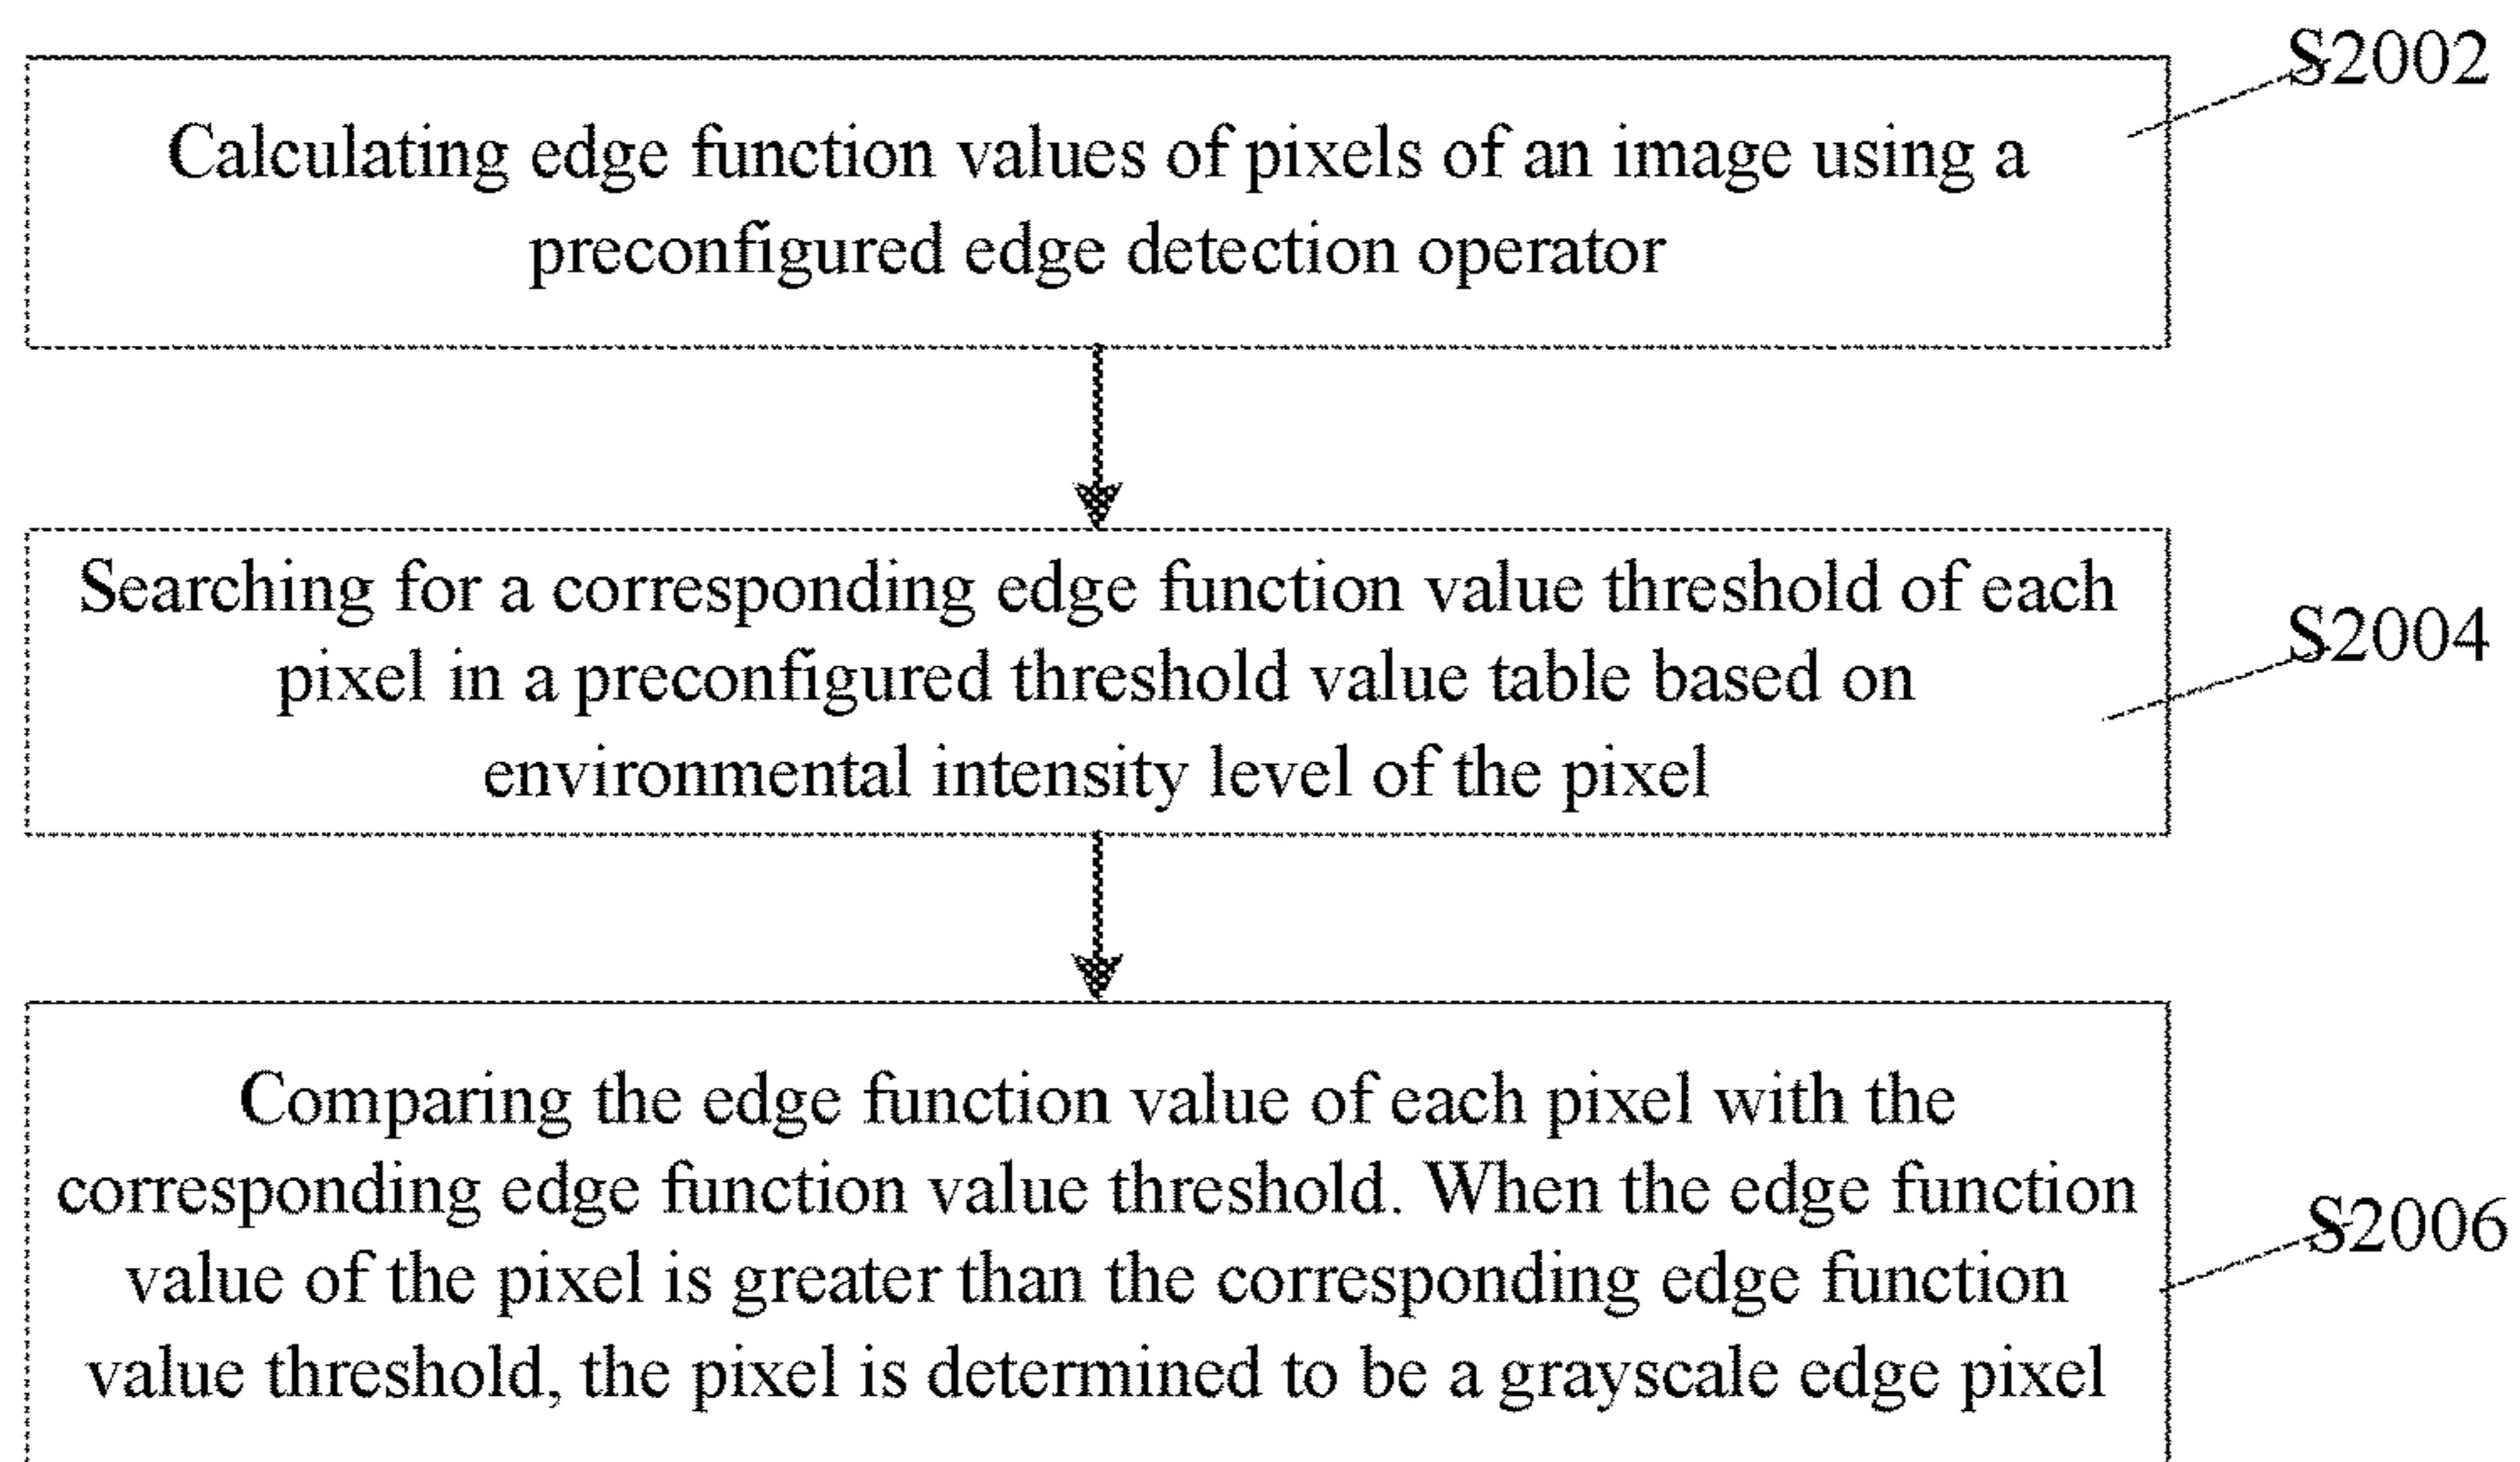 S2002
Calculating edge function values of pixels of an image using a
preconfigured edge detection operator
Searching for a corresponding edge function value threshold of each
pixel in a preconfigured threshold value table based on
environmental intensity level of the pixel
S2004
Comparing the edge function value of each pixel with the
corresponding edge function value threshold. When the edge function
value of the pixel is greater than the corresponding edge function
value threshold, the pixel is determined to be a grayscale edge pixel
S2006